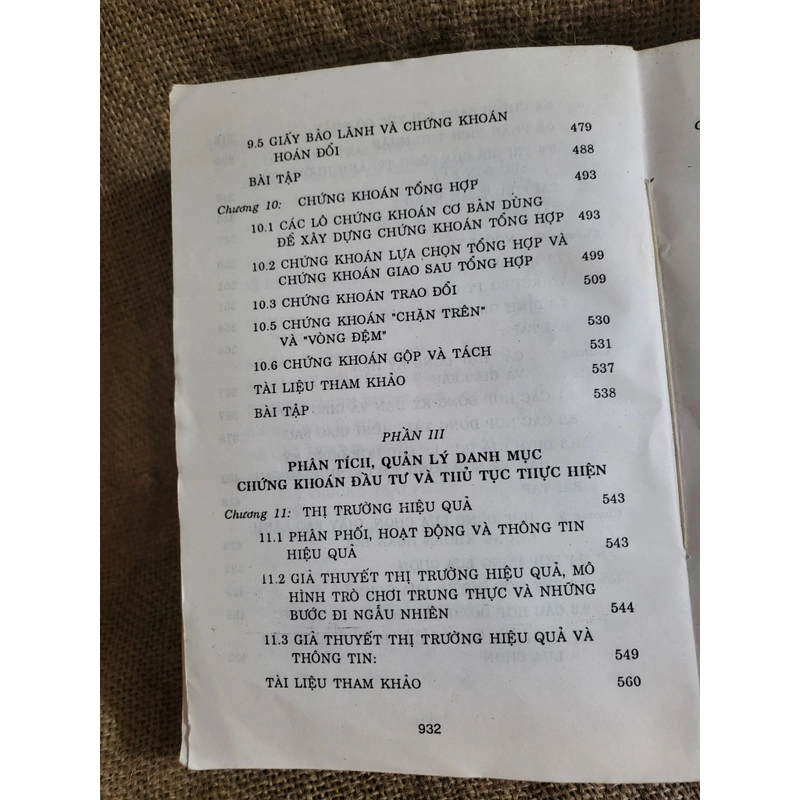 9.5 GIẤY BẢO LÃNH VÀ CHỨNG KHOÁN
HOÁN ĐỔI 479
BÀI TẬP 488
Chương 10: CHỨNG KHOÁN TỔNG HỢP 493
10.1 CÁC LÔ CHỨNG KHOÁN CƠ BẢN DÙNG
ĐỂ XÂY DỰNG CHỨNG KHOÁN TỔNG HỢP 493
10.2 CHỨNG KHOÁN LỰA CHỌN TỔNG HỢP VÀ
CHỨNG KHOÁN GIAO SAU TỔNG HỢP 499
10.3 CHỨNG KHOÁN TRAO ĐỔI 509
10.5 CHỨNG KHOÁN "CHẶN TRÊN"
VÀ "VÒNG ĐỆM" 530
10.6 CHỨNG KHOÁN GỘP VÀ TÁCH 531
TÀI LIỆU THAM KHẢO 537
BÀI TẬP 538
PHẦN III
PHÂN TÍCII, QUẢN LÝ DANH MỤC
CHỨNG KHOÁN ĐẦU TƯ VÀ THỦ TỤC THỰC HIỆN
Chương 11: THỊ TRƯỜNG HIỆU QUẢ 543
11.1 PHÂN PHỐI, HOẠT ĐỘNG VÀ THÔNG TIN
HIỆU QUẢ 543
11.2 GIẢ THUYẾT THỊ TRƯỜNG HIỆU QUẢ, MÔ
HÌNH TRÒ CHƠI TRUNG THỰC VÀ NHỮNG
BƯỚC ĐI NGẪU NHIÊN 544
11.3 GIẢ THUYẾT THỊ TRƯỜNG HIỆU QUẢ VÀ
THÔNG TIN: 549
TÀI LIỆU THAM KHẢO 560
932